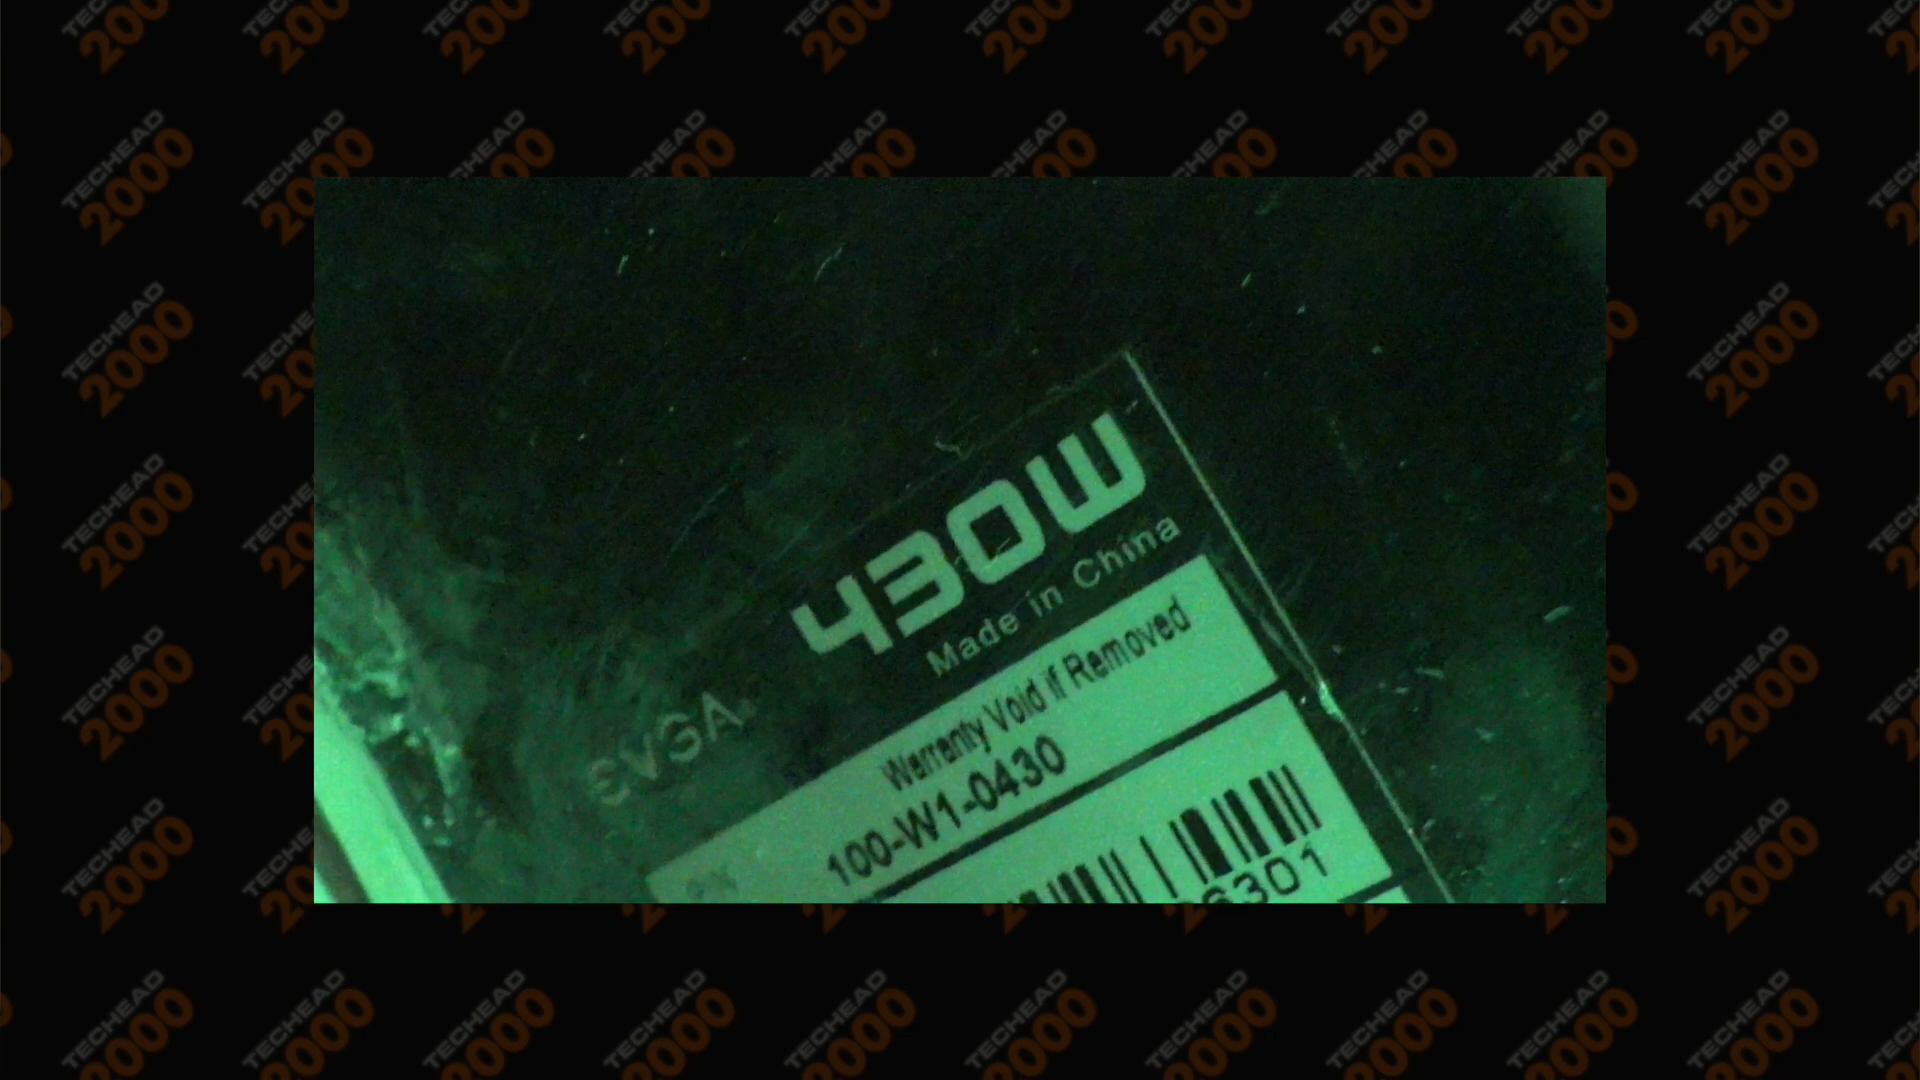 430W
Made in China
EVGA
Warranty Void if Removed
100-W1-0430
6301
TECHEAD
2000